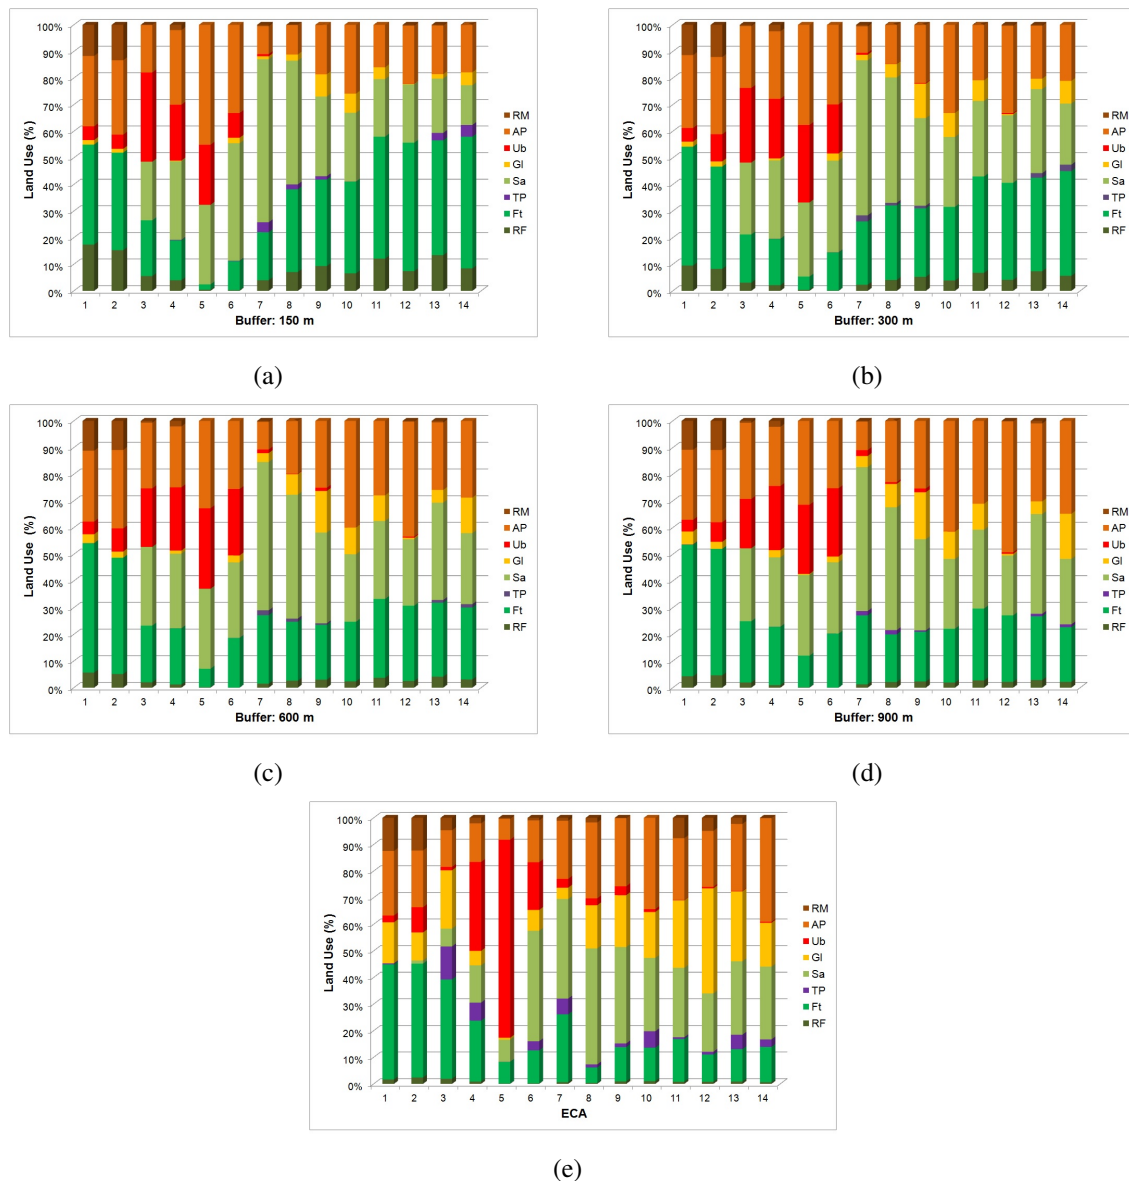 100%
90%
80%
70%
60%
50%
40%
30%
20%
10%
0%
Land Use (%)
1 2 3 4 5 6 7 8 9 10 11 12 13 14
Buffer: 150 m
RM
AP
Ub
Gl
Sa
TP
Ft
RF
(a)
100%
90%
80%
70%
60%
50%
40%
30%
20%
10%
0%
Land Use (%)
1 2 3 4 5 6 7 8 9 10 11 12 13 14
Buffer: 300 m
RM
AP
Ub
Gl
Sa
TP
Ft
RF
(b)
100%
90%
80%
70%
60%
50%
40%
30%
20%
10%
0%
Land Use (%)
1 2 3 4 5 6 7 8 9 10 11 12 13 14
Buffer: 600 m
RM
AP
Ub
Gl
Sa
TP
Ft
RF
(c)
100%
90%
80%
70%
60%
50%
40%
30%
20%
10%
0%
Land Use (%)
1 2 3 4 5 6 7 8 9 10 11 12 13 14
Buffer: 900 m
RM
AP
Ub
Gl
Sa
TP
Ft
RF
(d)
100%
90%
80%
70%
60%
50%
40%
30%
20%
10%
0%
Land Use (%)
1 2 3 4 5 6 7 8 9 10 11 12 13 14
ECA
RM
AP
Ub
Gl
Sa
TP
Ft
RF
(e)